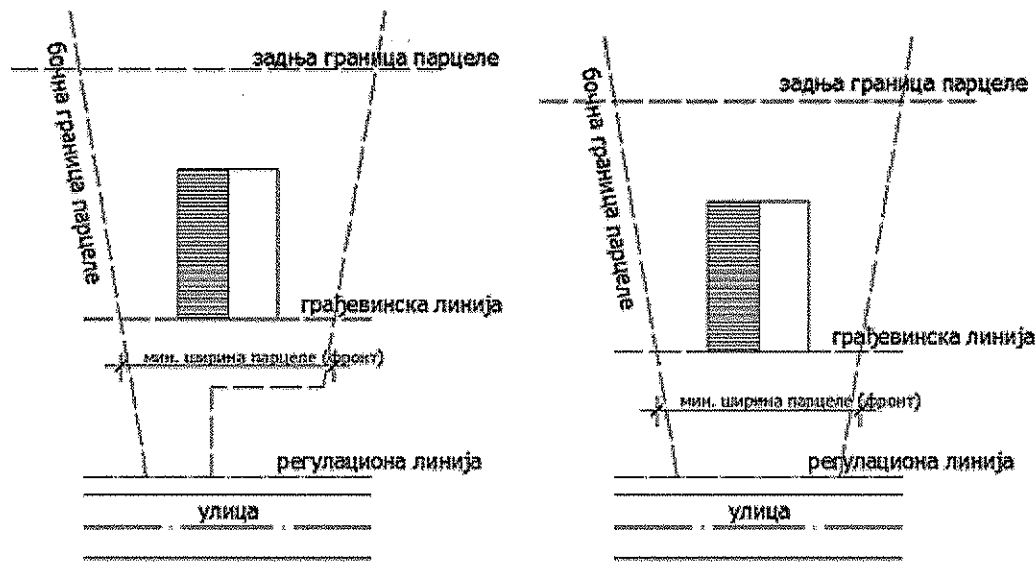 задња граница парцеле
бочна граница парцеле
грађевинска линија
мин. ширина парцеле (фронт)
регулациона линија
улица
задња граница парцеле
бочна граница парцеле
грађевинска линија
мин. ширина парцеле (фронт)
регулациона линија
улица